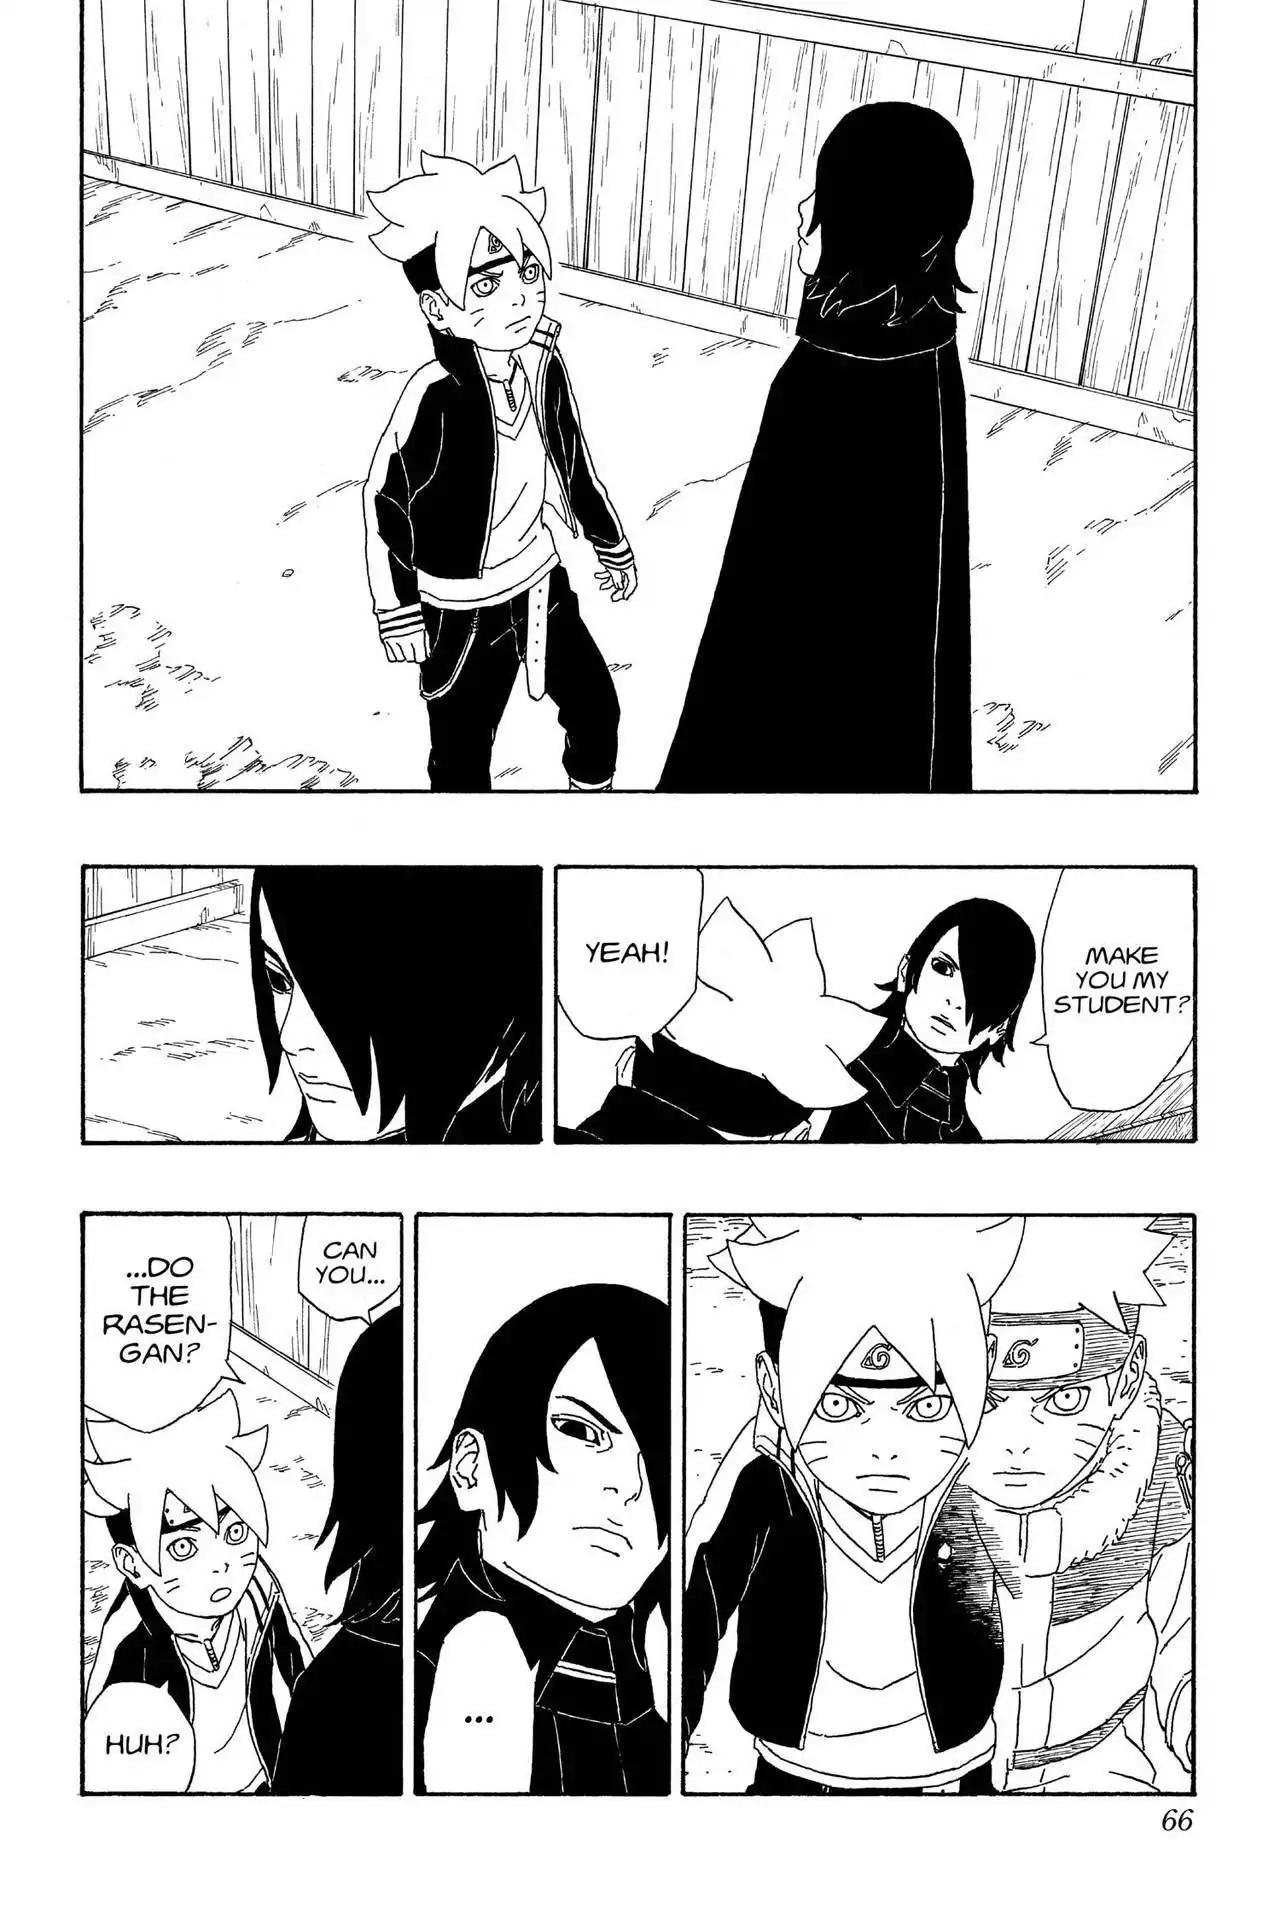 MAKE
YOU MY
STUDENT?
YEAH!
...
CAN
YOU...
...DO
THE
RASEN-
GAN?
HUH?
66